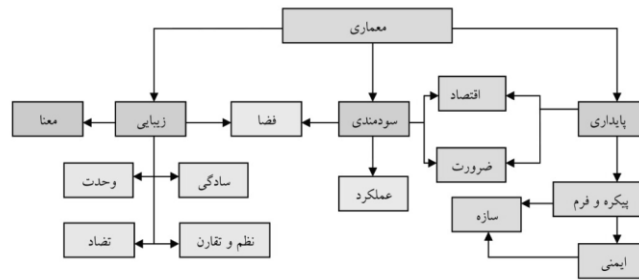 معماری
زیبایی
سودمندی
پایداری
معنا
فضا
اقتصاد
ضرورت
وحدت
سادگی
عملکرد
پیکره و فرم
تضاد
نظم و تقارن
سازه
ایمنی